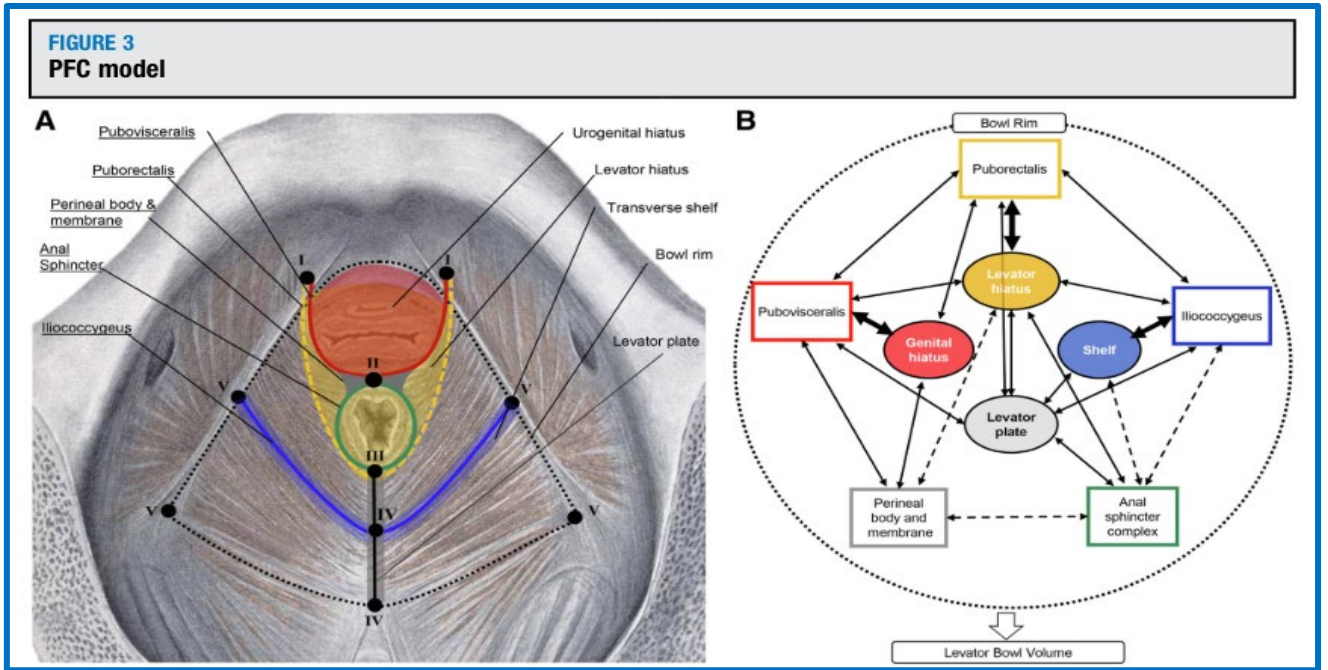 FIGURE 3
PFC model
A
Pubovisceralis
Puborectalis
Perineal body &
membrane
Anal
Sphincter
Iliococcygeus
Urogenital hiatus
Levator hiatus
Transverse shelf
Bowl rim
Levator plate
I
I
II
V
V
III
IV
V
V
IV
B
Bowl Rim
Puborectalis
Levator
hiatus
Pubovisceralis
Iliococcygeus
Genital
hiatus
Shelf
Levator
plate
Perineal
body and
membrane
Anal
sphincter
complex
Levator Bowl Volume